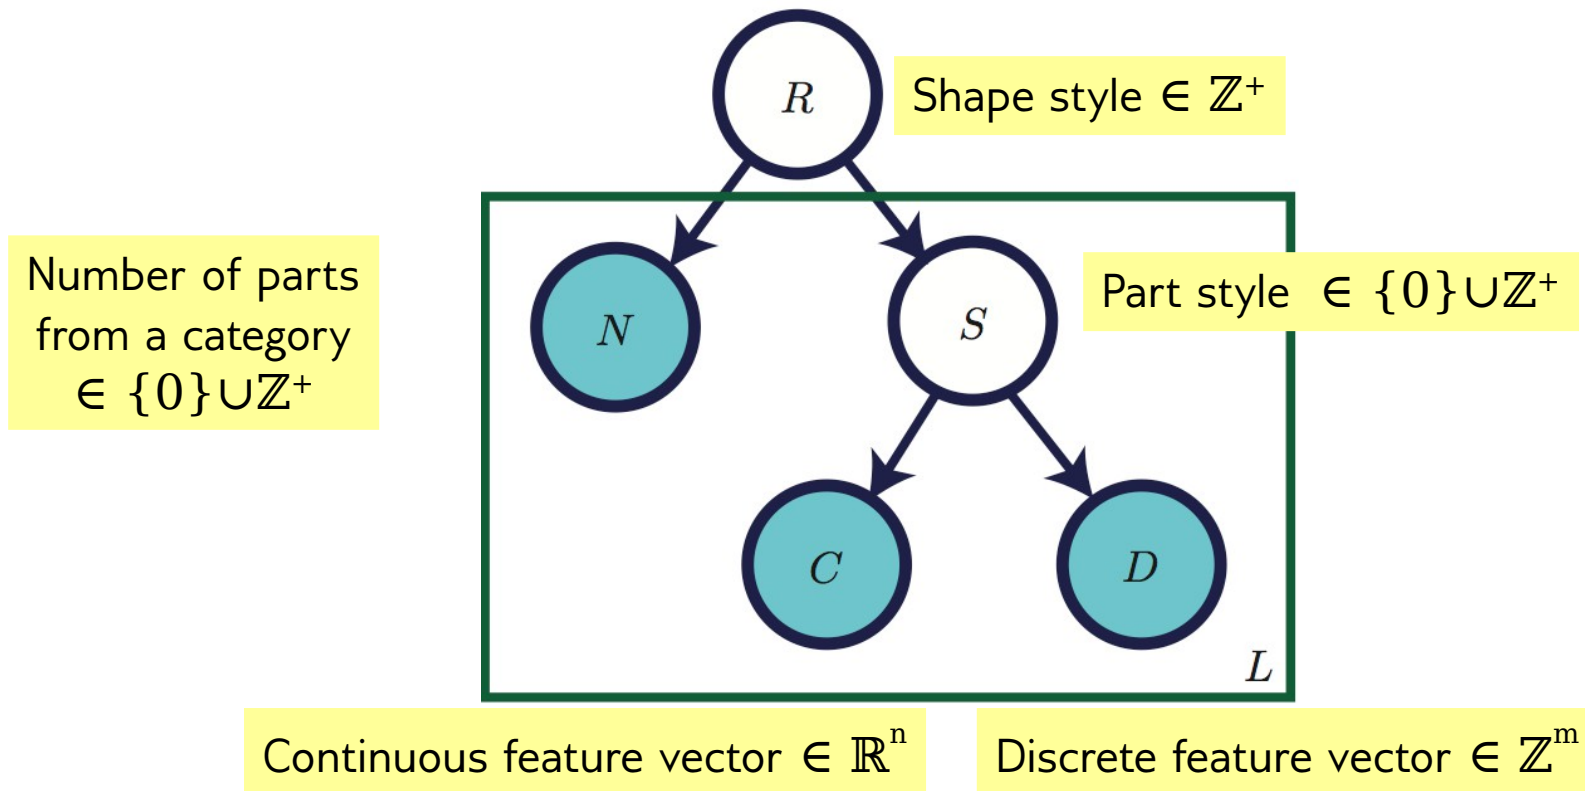 R
Shape style ∈ ℤ⁺
Number of parts
from a category
∈ {0}∪ℤ⁺
N
S
Part style ∈ {0}∪ℤ⁺
C
D
L
Continuous feature vector ∈ ℝⁿ
Discrete feature vector ∈ ℤᵐ